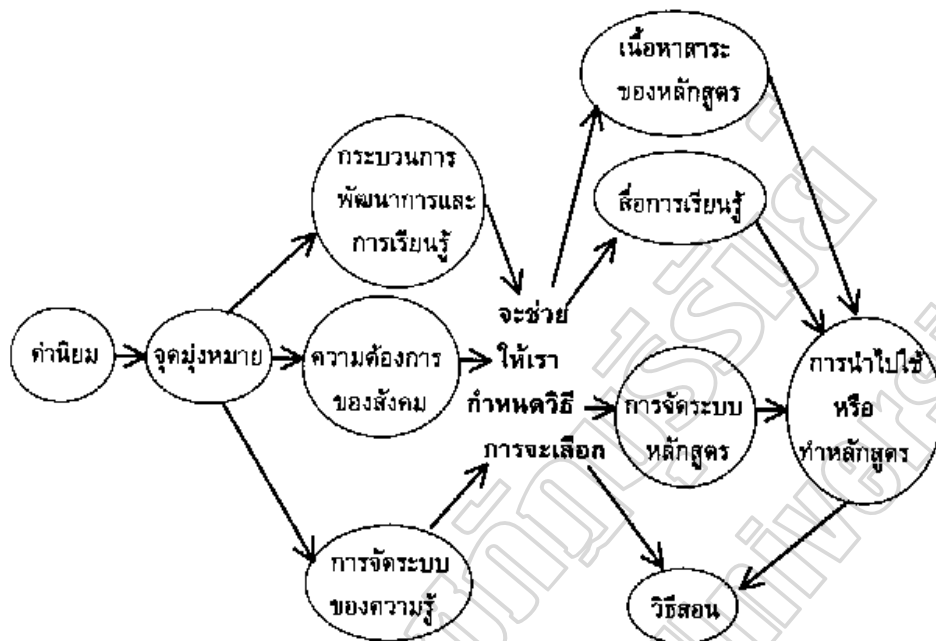 เนื้อหาสาระ
ของหลักสูตร
กระบวนการ
พัฒนาการและ
การเรียนรู้
สื่อการเรียนรู้
ค่านิยม
จุดมุ่งหมาย
ความต้องการ
ของสังคม
จะช่วย
ให้เรา
กำหนดวิธี
การจะเลือก
การจัดระบบ
หลักสูตร
การนำไปใช้
หรือ
ทำหลักสูตร
การจัดระบบ
ของความรู้
วิธีสอน